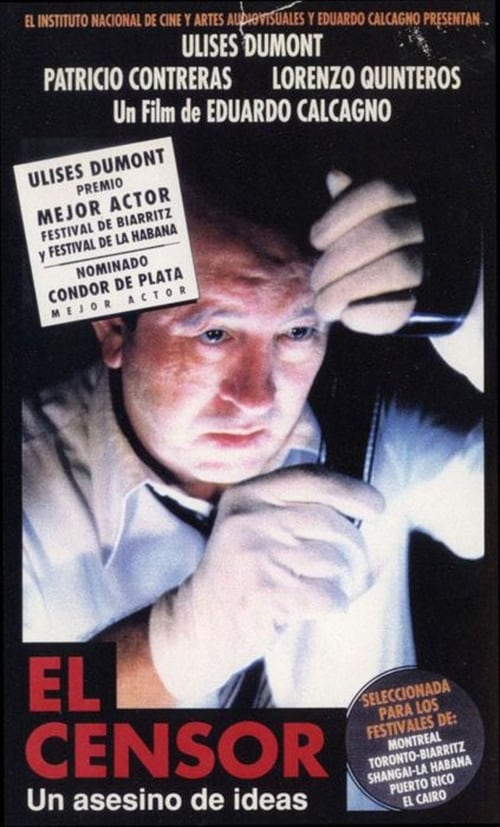 EL INSTITUTO NACIONAL DE CINE Y ARTES AUDIOVISUALES Y EDUARDO CALCAGNO PRESENTAN
ULISES DUMONT
PATRICIO CONTRERAS LORENZO QUINTEROS
Un Film de EDUARDO CALCAGNO
ULISES DUMONT
PREMIO
MEJOR ACTOR
FESTIVAL DE BIARRITZ
y FESTIVAL DE LA HABANA
NOMINADO
CONDOR DE PLATA
MEJOR ACTOR
EL
CENSOR
Un asesino de ideas
SELECCIONADA
PARA LOS
FESTIVALES DE:
MONTREAL
TORONTO-BIARRITZ
SHANGAI-LA HABANA
PUERTO RICO
EL CAIRO